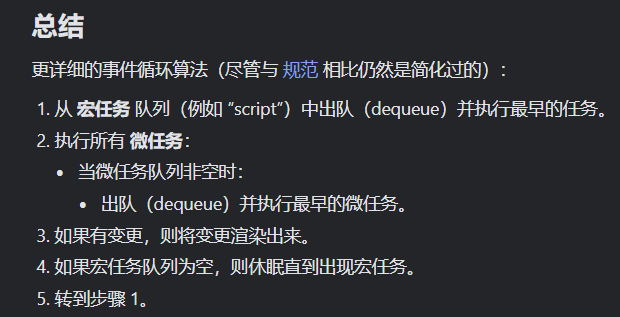 总结
更详细的事件循环算法（尽管与 规范 相比仍然是简化过的）：
1. 从 宏任务 队列（例如 “script”）中出队（dequeue）并执行最早的任务。
2. 执行所有 微任务：
• 当微任务队列非空时：
• 出队（dequeue）并执行最早的微任务。
3. 如果有变更，则将变更渲染出来。
4. 如果宏任务队列为空，则休眠直到出现宏任务。
5. 转到步骤 1。